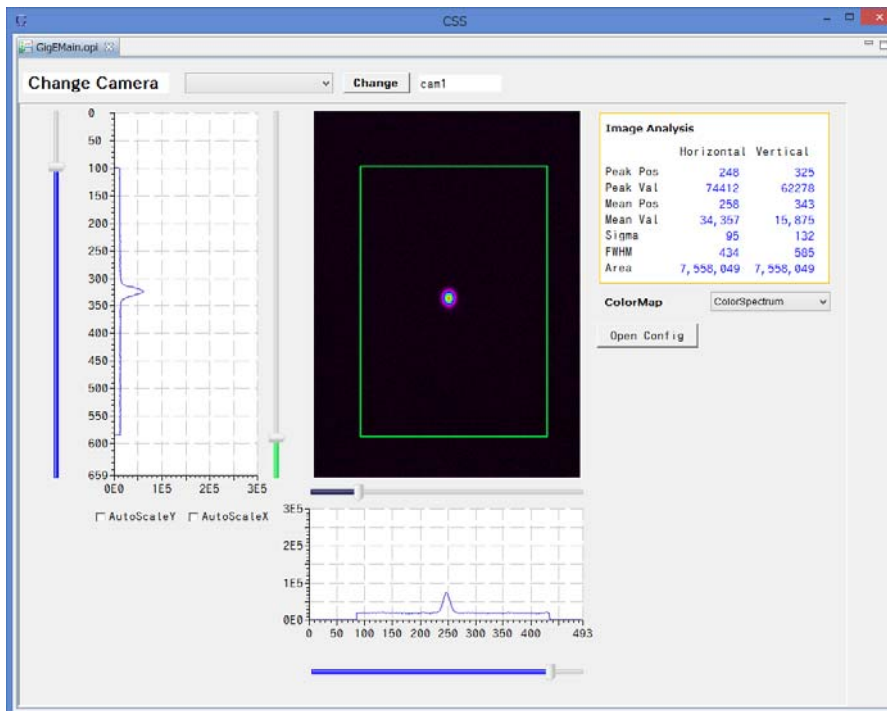 CSS
GigEMain.opi
Change Camera
Change
cam1
0
50
100
150
200
250
300
350
400
450
500
550
600
659
0E0 1E5 2E5 3E5
AutoScaleY AutoScaleX
Image Analysis
Horizontal Vertical
Peak Pos 248 325
Peak Val 74412 62278
Mean Pos 258 343
Mean Val 34,357 15,875
Sigma 95 132
FWHM 434 585
Area 7,558,049 7,558,049
ColorMap ColorSpectrum
Open Config
3E5
2E5
1E5
0E0
0 50 100 150 200 250 300 350 400 493